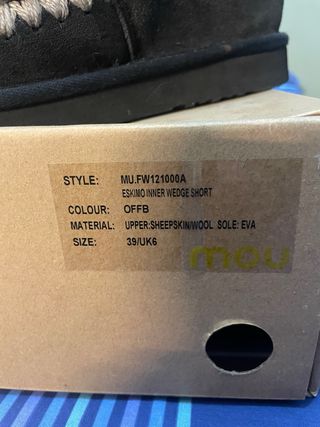 STYLE: MU.FW121000A
ESKIMO INNER WEDGE SHORT
COLOUR: OFFB
MATERIAL: UPPER:SHEEPSKIN/WOOL SOLE: EVA
SIZE: 39/UK6
mou